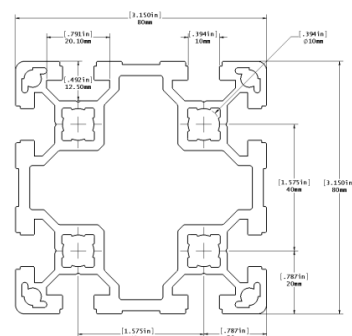 [3.150in]
80mm
[.791in]
20.10mm
[.394in]
10mm
[.394in]
∅10mm
[.492in]
12.50mm
[1.575in]
40mm
[3.150in]
80mm
[.787in]
20mm
[1.575in]
[.787in]